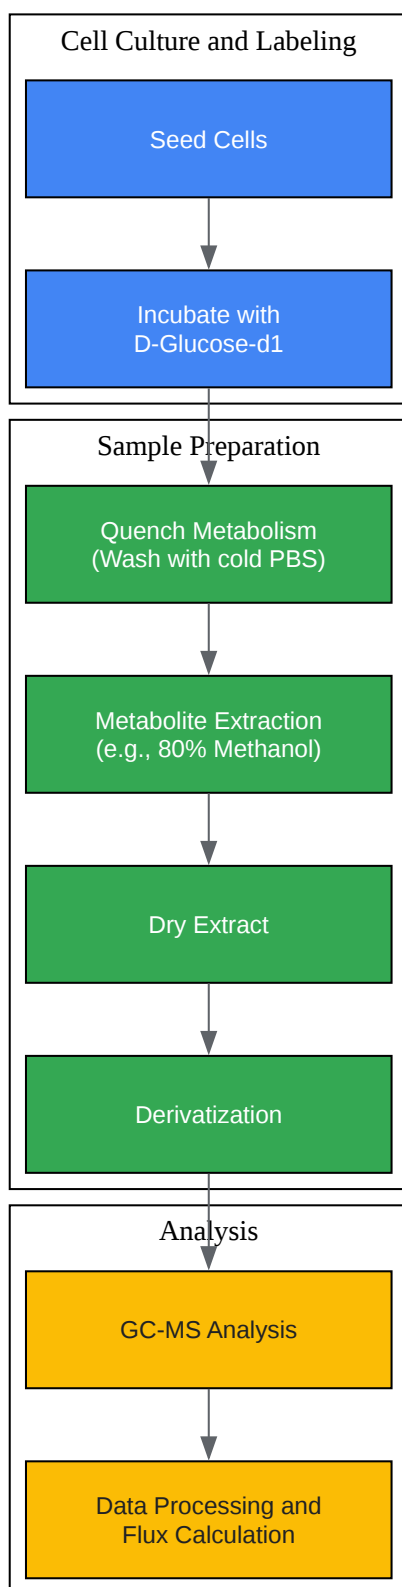 Cell Culture and Labeling
Seed Cells
Incubate with
D-Glucose-d1
Sample Preparation
Quench Metabolism
(Wash with cold PBS)
Metabolite Extraction
(e.g., 80% Methanol)
Dry Extract
Derivatization
Analysis
GC-MS Analysis
Data Processing and
Flux Calculation